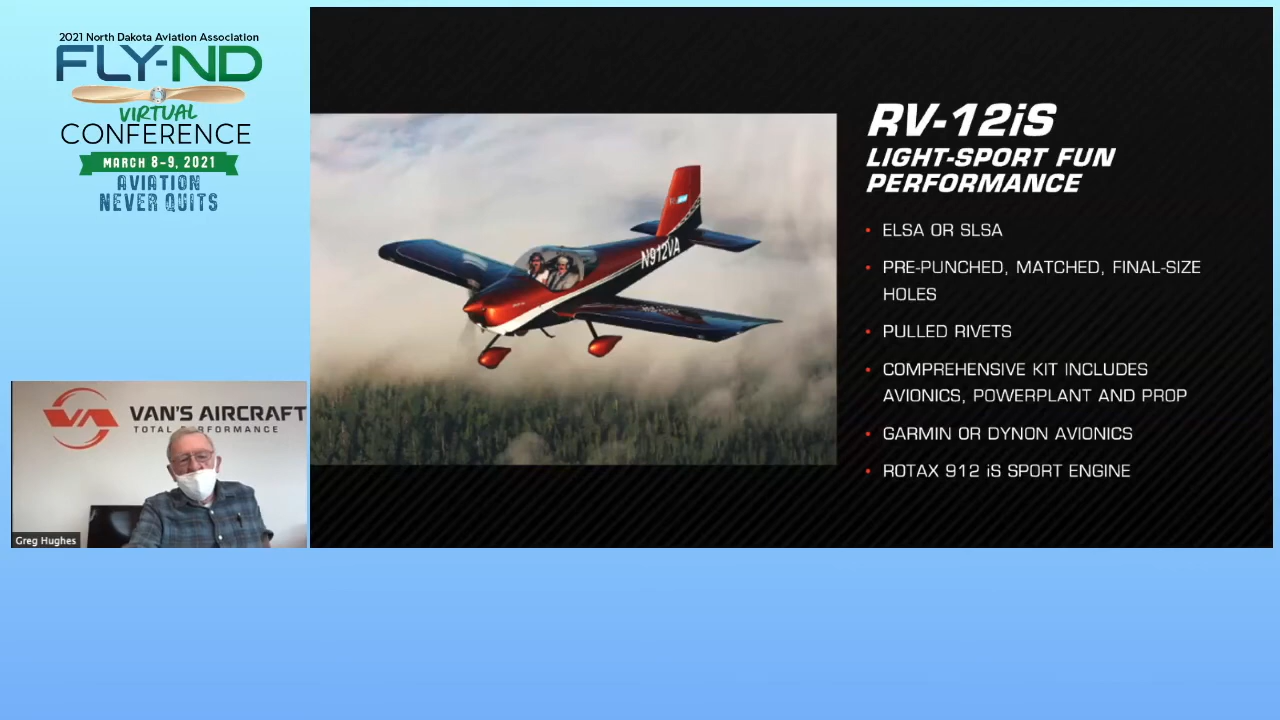 2021 North Dakota Aviation Association
FLY-ND
VIRTUAL
CONFERENCE
MARCH 8-9, 2021
AVIATION
NEVER QUITS
VAN'S AIRCRAFT
TOTAL PERFORMANCE
Greg Hughes
N912VA
RV-12iS
LIGHT-SPORT FUN
PERFORMANCE
• ELSA OR SLSA
• PRE-PUNCHED, MATCHED, FINAL-SIZE
HOLES
• PULLED RIVETS
• COMPREHENSIVE KIT INCLUDES
AVIONICS, POWERPLANT AND PROP
• GARMIN OR DYNON AVIONICS
• ROTAX 912 iS SPORT ENGINE